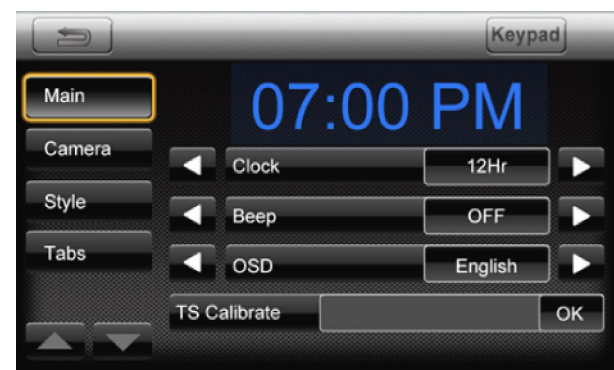 Keypad
Main
07:00 PM
Camera
Clock 12Hr
Style
Beep OFF
Tabs
OSD English
TS Calibrate OK